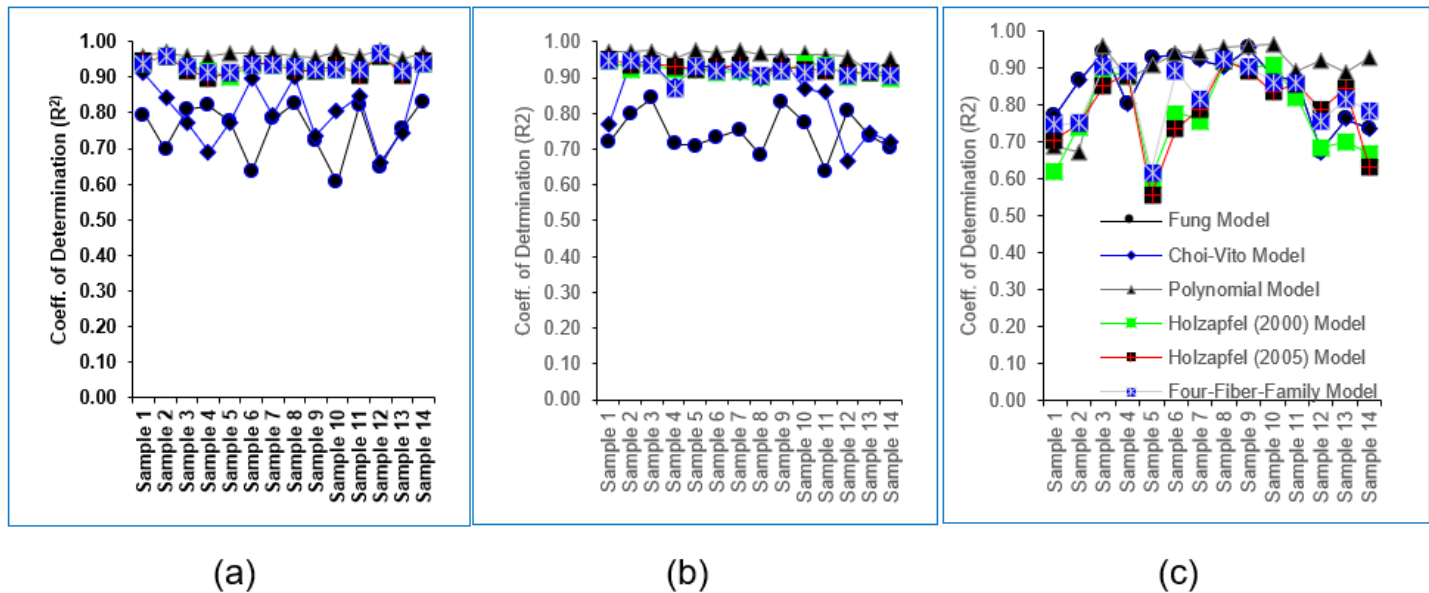 Coeff. of Determination (R²)
1.00
0.90
0.80
0.70
0.60
0.50
0.40
0.30
0.20
0.10
0.00
Sample 1
Sample 2
Sample 3
Sample 4
Sample 5
Sample 6
Sample 7
Sample 8
Sample 9
Sample 10
Sample 11
Sample 12
Sample 13
Sample 14
(a)
Coeff. of Detrmination (R2)
1.00
0.90
0.80
0.70
0.60
0.50
0.40
0.30
0.20
0.10
0.00
Sample 1
Sample 2
Sample 3
Sample 4
Sample 5
Sample 6
Sample 7
Sample 8
Sample 9
Sample 10
Sample 11
Sample 12
Sample 13
Sample 14
(b)
Coeff. of Determination (R2)
1.00
0.90
0.80
0.70
0.60
0.50
0.40
0.30
0.20
0.10
0.00
Fung Model
Choi-Vito Model
Polynomial Model
Holzapfel (2000) Model
Holzapfel (2005) Model
Four-Fiber-Family Model
Sample 1
Sample 2
Sample 3
Sample 4
Sample 5
Sample 6
Sample 7
Sample 8
Sample 9
Sample 10
Sample 11
Sample 12
Sample 13
Sample 14
(c)